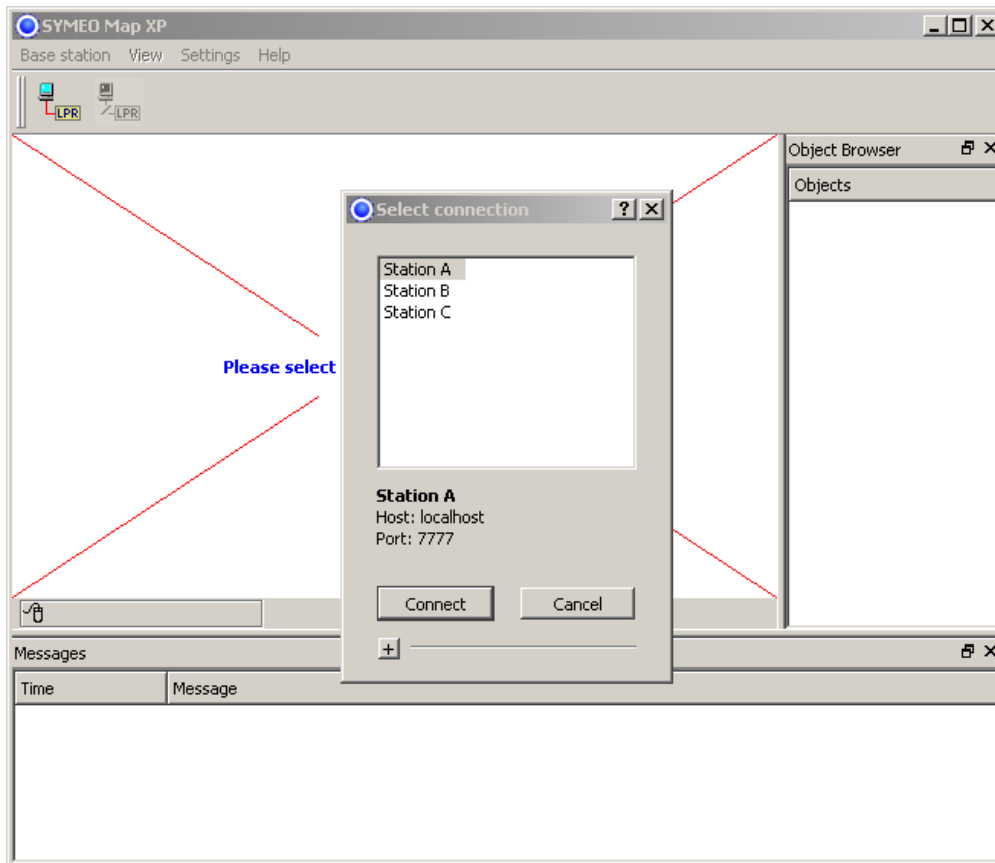 SYMEO Map XP
Base station View Settings Help
LPR LPR
Object Browser
Objects
Select connection
Station A
Station B
Station C
Please select
Station A
Host: localhost
Port: 7777
Connect Cancel
Messages
Time Message